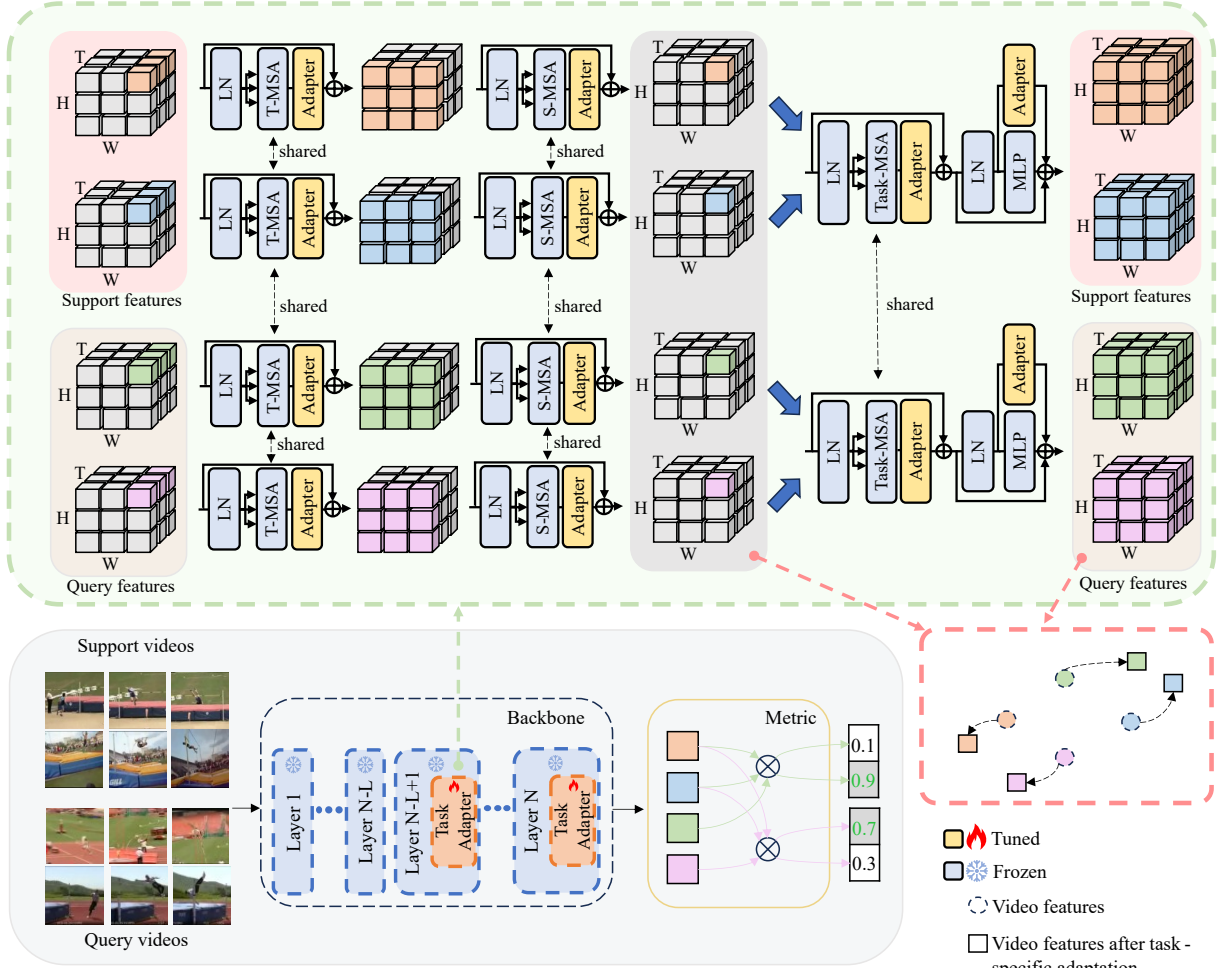 T
H
W
LN
T-MSA
Adapter
LN
S-MSA
Adapter
T
H
W
LN
Task-MSA
Adapter
LN
MLP
Adapter
T
H
W
shared
shared
T
H
W
LN
T-MSA
Adapter
LN
S-MSA
Adapter
T
H
W
T
H
W
Support features
shared
shared
shared
Support features
T
H
W
LN
T-MSA
Adapter
LN
S-MSA
Adapter
T
H
W
LN
Task-MSA
Adapter
LN
MLP
Adapter
T
H
W
shared
shared
T
H
W
LN
T-MSA
Adapter
LN
S-MSA
Adapter
T
H
W
T
H
W
Query features
Query features
Support videos
Query videos
Backbone
Layer 1
Layer N-L
Layer N-L+1
Task
Adapter
Layer N
Task
Adapter
Metric
0.1
0.9
0.7
0.3
Tuned
Frozen
Video features
Video features after task -
specific adaptation